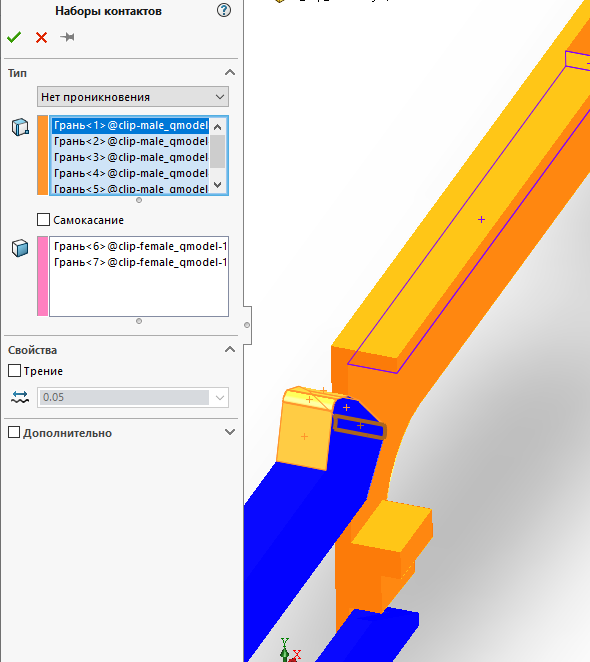 Наборы контактов
Тип
Нет проникновения
Грань<1>@clip-male_qmodel
Грань<2>@clip-male_qmodel
Грань<3>@clip-male_qmodel
Грань<4>@clip-male_qmodel
Грань<5>@clip-male_qmodel
Самокасание
Грань<6>@clip-female_qmodel-1
Грань<7>@clip-female_qmodel-1
Свойства
Трение
0.05
Дополнительно
Y
X